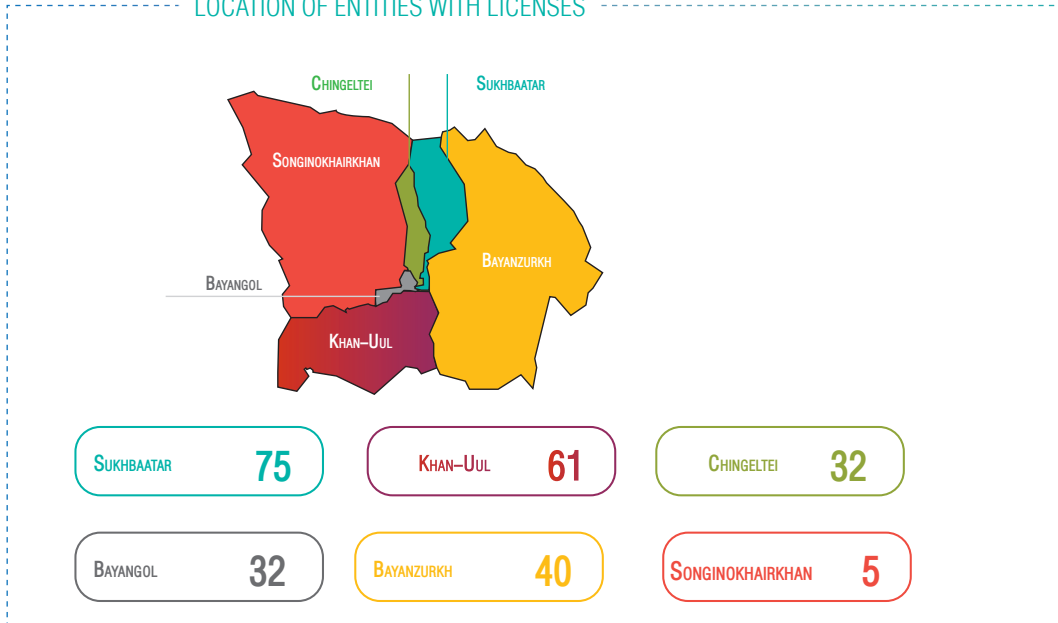 LOCATION OF ENTITIES WITH LICENSES
CHINGELTEI SUKHBAATAR
SONGINOKHAIRKHAN
BAYANZURKH
BAYANGOL
KHAN–UUL
SUKHBAATAR 75 KHAN–UUL 61 CHINGELTEI 32
BAYANGOL 32 BAYANZURKH 40 SONGINOKHAIRKHAN 5